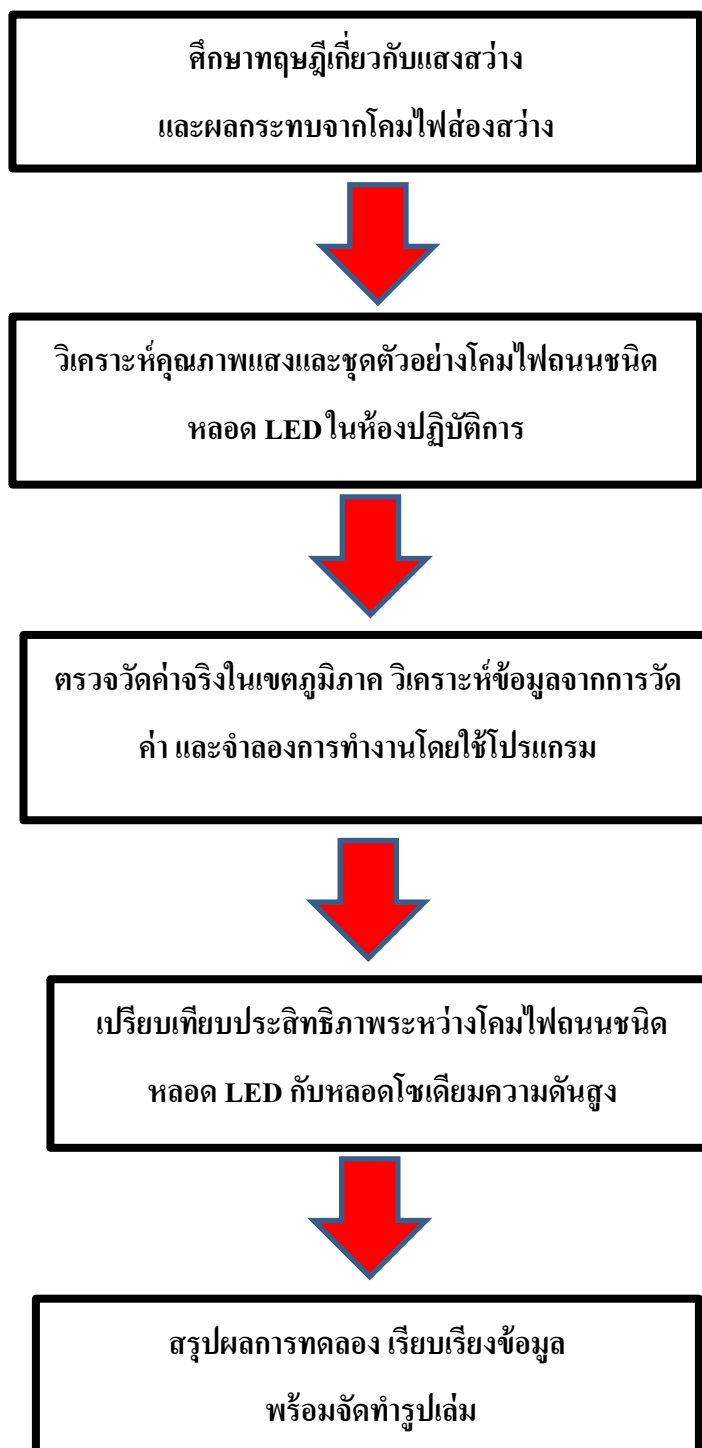 ศึกษาทฤษฎีเกี่ยวกับแสงสว่าง
และผลกระทบจากโคมไฟส่องสว่าง
วิเคราะห์คุณภาพแสงและชุดตัวอย่างโคมไฟถนนชนิด
หลอด LED ในห้องปฏิบัติการ
ตรวจวัดค่าจริงในเขตภูมิภาค วิเคราะห์ข้อมูลจากการวัด
ค่า และจำลองการทำงานโดยใช้โปรแกรม
เปรียบเทียบประสิทธิภาพระหว่างโคมไฟถนนชนิด
หลอด LED กับหลอดโซเดียมความดันสูง
สรุปผลการทดลอง เรียบเรียงข้อมูล
พร้อมจัดทำรูปเล่ม